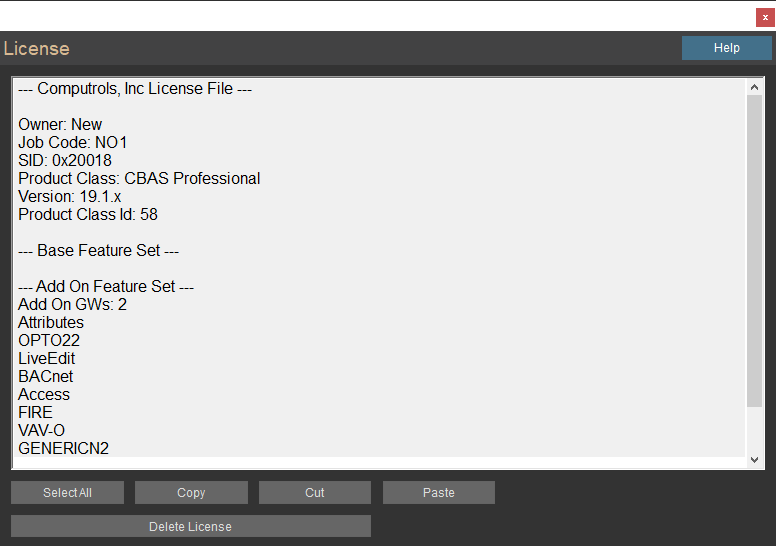 x
License
Help
--- Computrols, Inc License File ---
Owner: New
Job Code: NO1
SID: 0x20018
Product Class: CBAS Professional
Version: 19.1.x
Product Class Id: 58
--- Base Feature Set ---
--- Add On Feature Set ---
Add On GWs: 2
Attributes
OPTO22
LiveEdit
BACnet
Access
FIRE
VAV-O
GENERICN2
Select All
Copy
Cut
Paste
Delete License